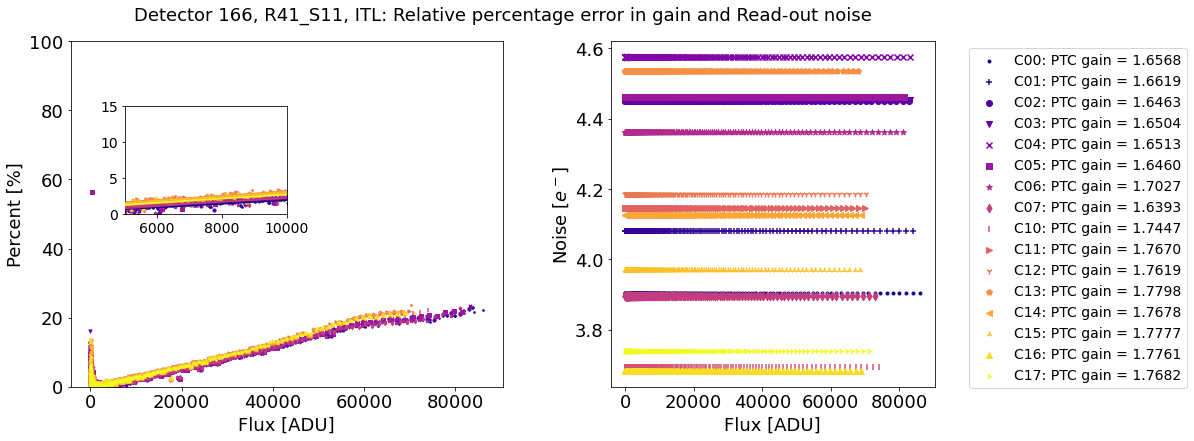 Detector 166, R41_S11, ITL: Relative percentage error in gain and Read-out noise
100
80
60
40
20
0
Percent [%]
0 20000 40000 60000 80000
Flux [ADU]
15
10
5
0
6000 8000 10000
4.6
4.4
4.2
4.0
3.8
Noise [e⁻]
0 20000 40000 60000 80000
Flux [ADU]
C00: PTC gain = 1.6568
C01: PTC gain = 1.6619
C02: PTC gain = 1.6463
C03: PTC gain = 1.6504
C04: PTC gain = 1.6513
C05: PTC gain = 1.6460
C06: PTC gain = 1.7027
C07: PTC gain = 1.6393
C10: PTC gain = 1.7447
C11: PTC gain = 1.7670
C12: PTC gain = 1.7619
C13: PTC gain = 1.7798
C14: PTC gain = 1.7678
C15: PTC gain = 1.7777
C16: PTC gain = 1.7761
C17: PTC gain = 1.7682